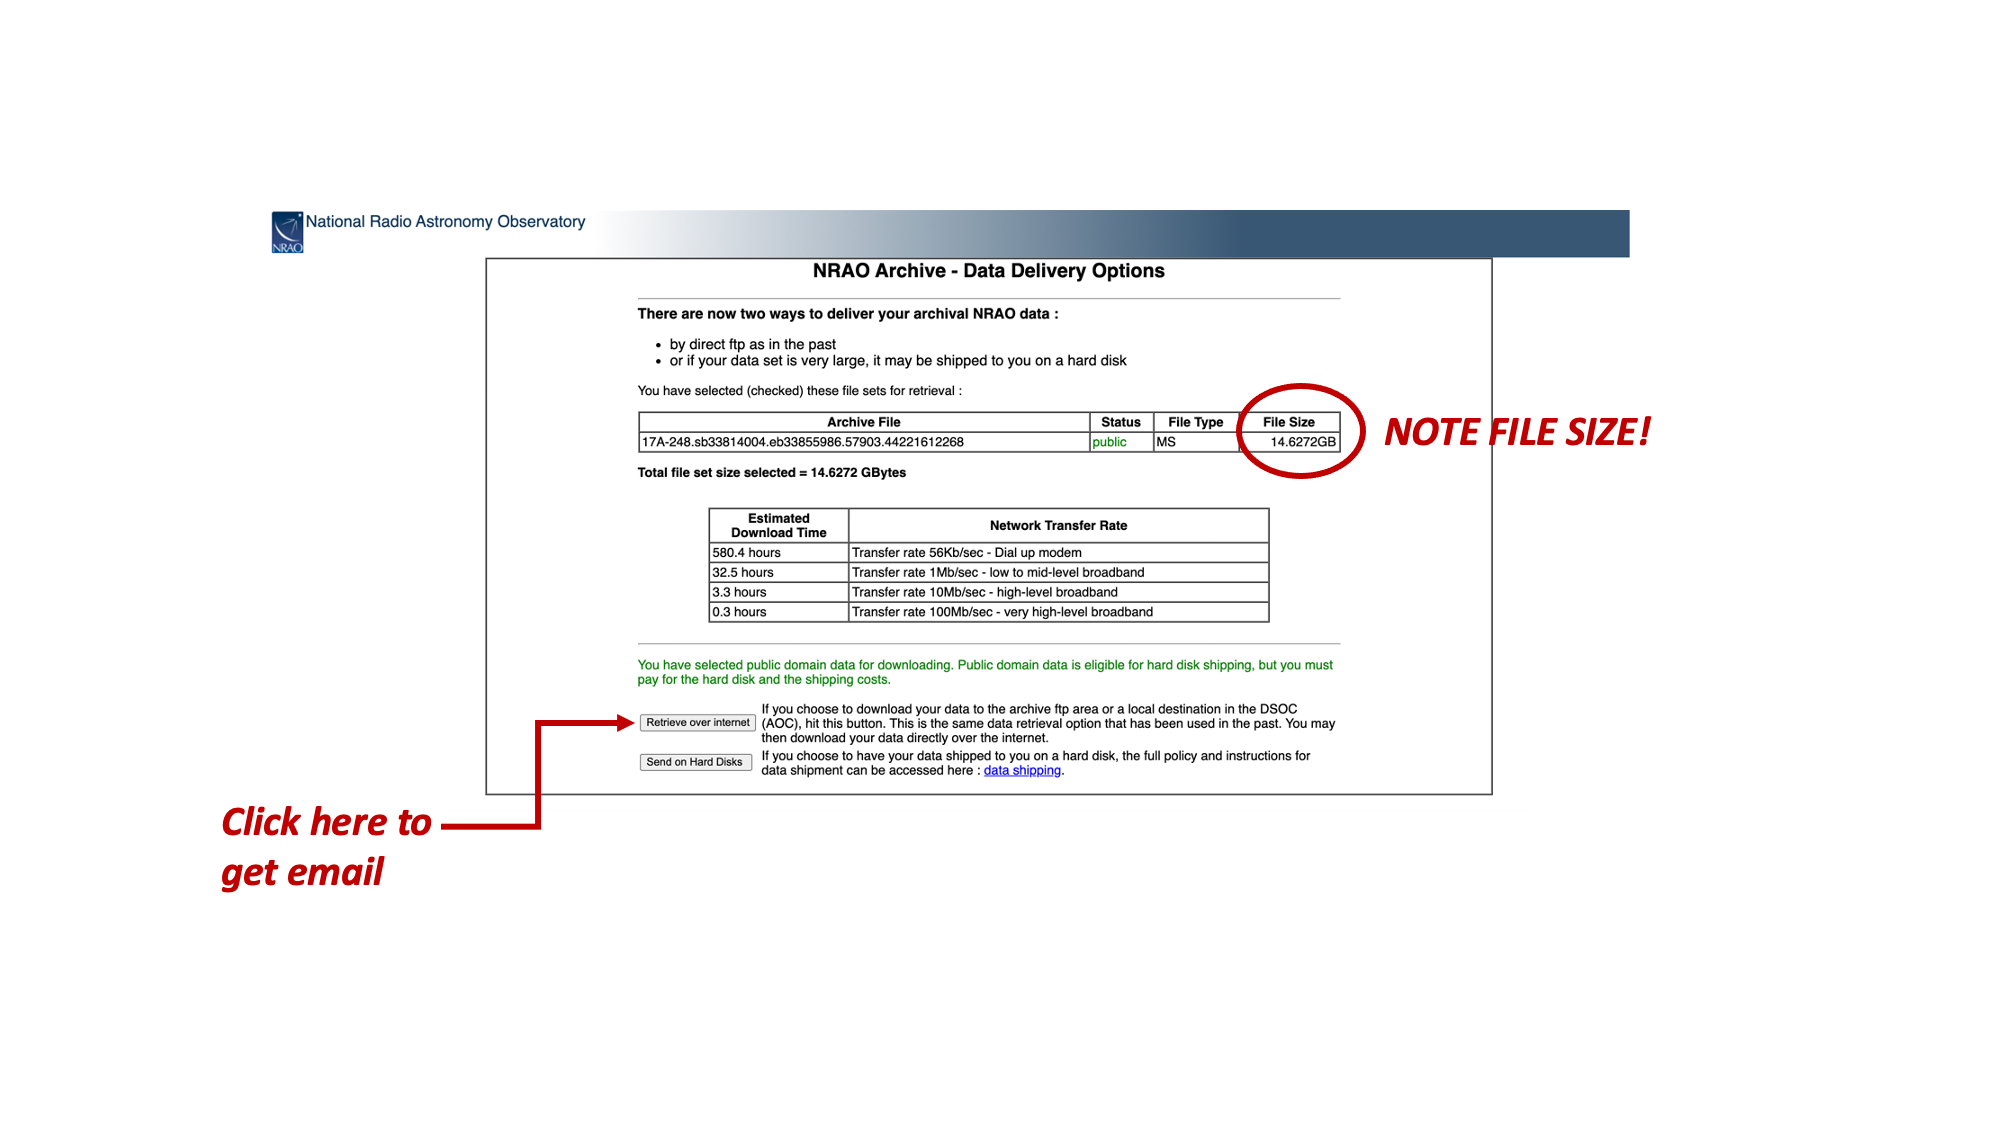 National Radio Astronomy Observatory
NRAO
NRAO Archive - Data Delivery Options
There are now two ways to deliver your archival NRAO data :
• by direct ftp as in the past
• or if your data set is very large, it may be shipped to you on a hard disk
You have selected (checked) these file sets for retrieval :
Archive File Status File Type File Size
17A-248.sb33814004.eb33855986.57903.44221612268 public MS 14.6272GB
NOTE FILE SIZE!
Total file set size selected = 14.6272 GBytes
Estimated
Download Time
Network Transfer Rate
580.4 hours Transfer rate 56Kb/sec - Dial up modem
32.5 hours Transfer rate 1Mb/sec - low to mid-level broadband
3.3 hours Transfer rate 10Mb/sec - high-level broadband
0.3 hours Transfer rate 100Mb/sec - very high-level broadband
You have selected public domain data for downloading. Public domain data is eligible for hard disk shipping, but you must
pay for the hard disk and the shipping costs.
Retrieve over internet
If you choose to download your data to the archive ftp area or a local destination in the DSOC
(AOC), hit this button. This is the same data retrieval option that has been used in the past. You may
then download your data directly over the internet.
Send on Hard Disks
If you choose to have your data shipped to you on a hard disk, the full policy and instructions for
data shipment can be accessed here : data shipping.
Click here to
get email